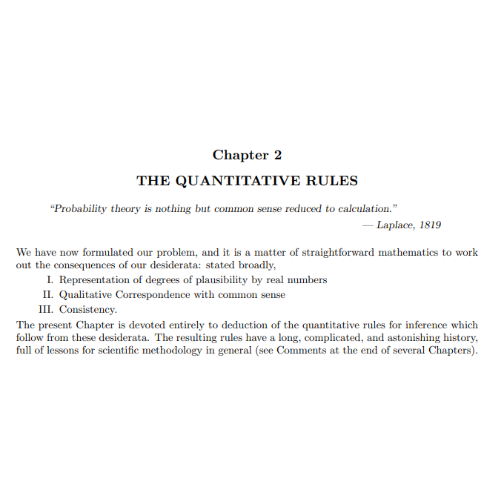 Chapter 2
THE QUANTITATIVE RULES
“Probability theory is nothing but common sense reduced to calculation.”
— Laplace, 1819
We have now formulated our problem, and it is a matter of straightforward mathematics to work
out the consequences of our desiderata: stated broadly,
I. Representation of degrees of plausibility by real numbers
II. Qualitative Correspondence with common sense
III. Consistency.
The present Chapter is devoted entirely to deduction of the quantitative rules for inference which
follow from these desiderata. The resulting rules have a long, complicated, and astonishing history,
full of lessons for scientific methodology in general (see Comments at the end of several Chapters).